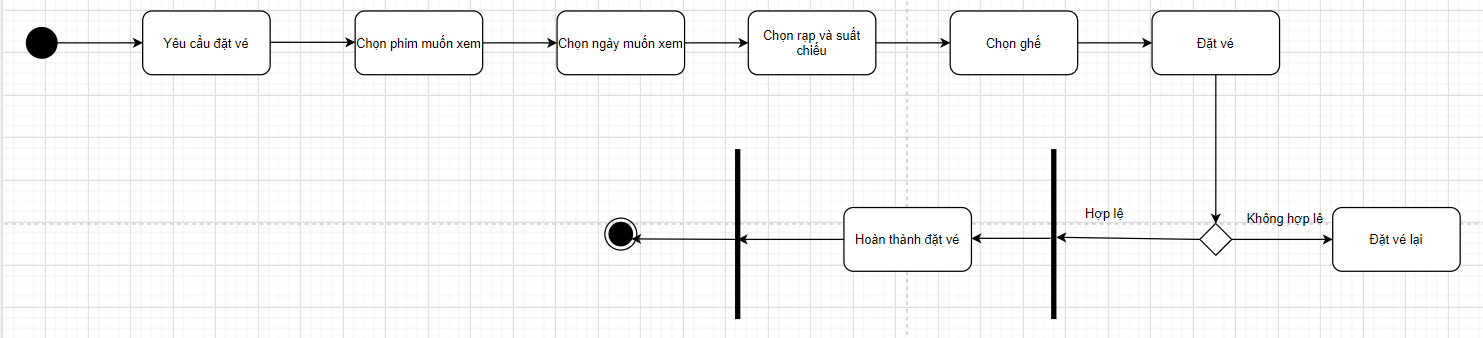 Yêu cầu đặt vé
Chọn phim muốn xem
Chọn ngày muốn xem
Chọn rạp và suất
chiếu
Chọn ghế
Đặt vé
Hoàn thành đặt vé
Hợp lệ
Không hợp lê
Đặt vé lại